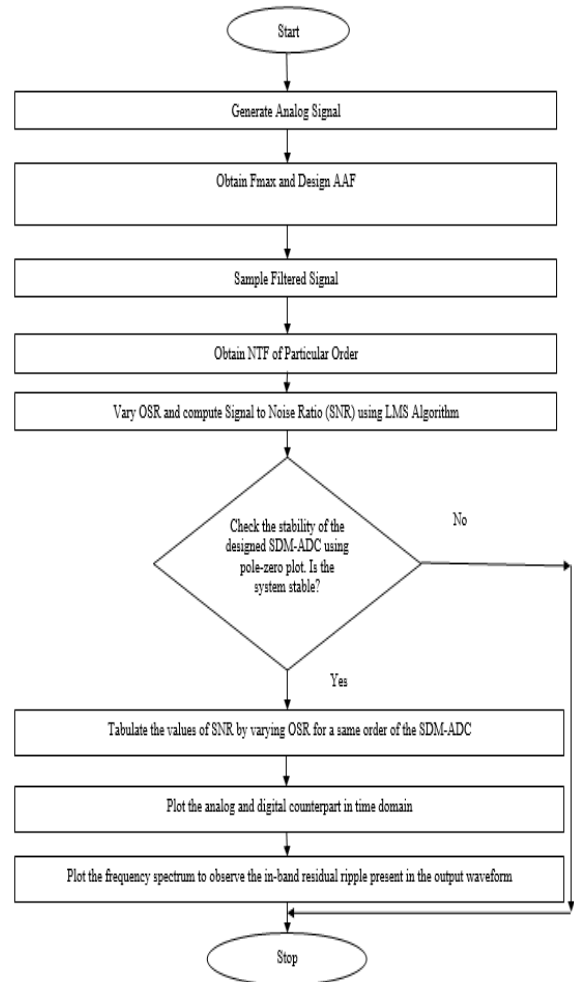 Start
Generate Analog Signal
Obtain Fmax and Design AAF
Sample Filtered Signal
Obtain NTF of Particular Order
Vary OSR and compute Signal to Noise Ratio (SNR) using LMS Algorithm
Check the stability of the
designed SDM-ADC using
pole-zero plot. Is the
system stable?
No
Yes
Tabulate the values of SNR by varying OSR for a same order of the SDM-ADC
Plot the analog and digital counterpart in time domain
Plot the frequency spectrum to observe the in-band residual ripple present in the output waveform
Stop